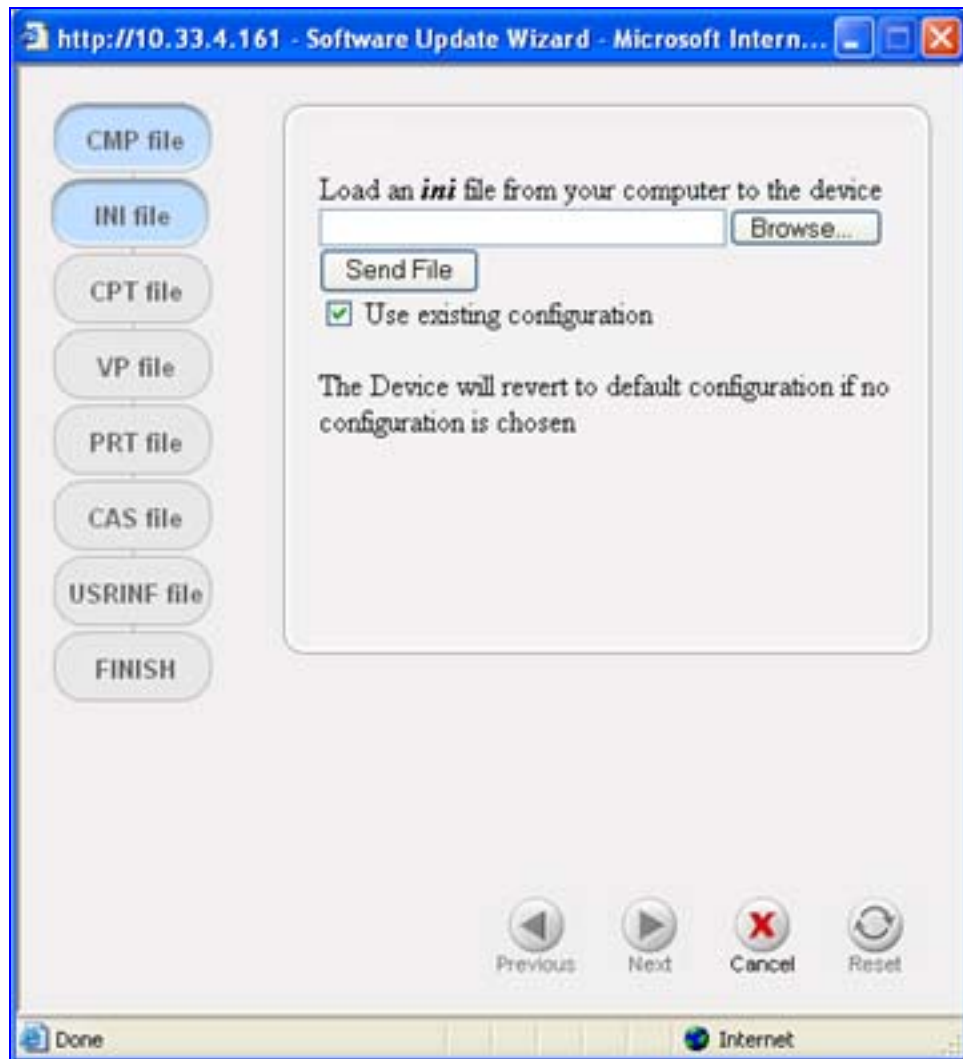 http://10.33.4.161 - Software Update Wizard - Microsoft Intern...
CMP file
INI file
CPT file
VP file
PRT file
CAS file
USRINF file
FINISH
Load an ini file from your computer to the device
Browse...
Send File
Use existing configuration
The Device will revert to default configuration if no
configuration is chosen
Previous
Next
Cancel
Reset
Done
Internet